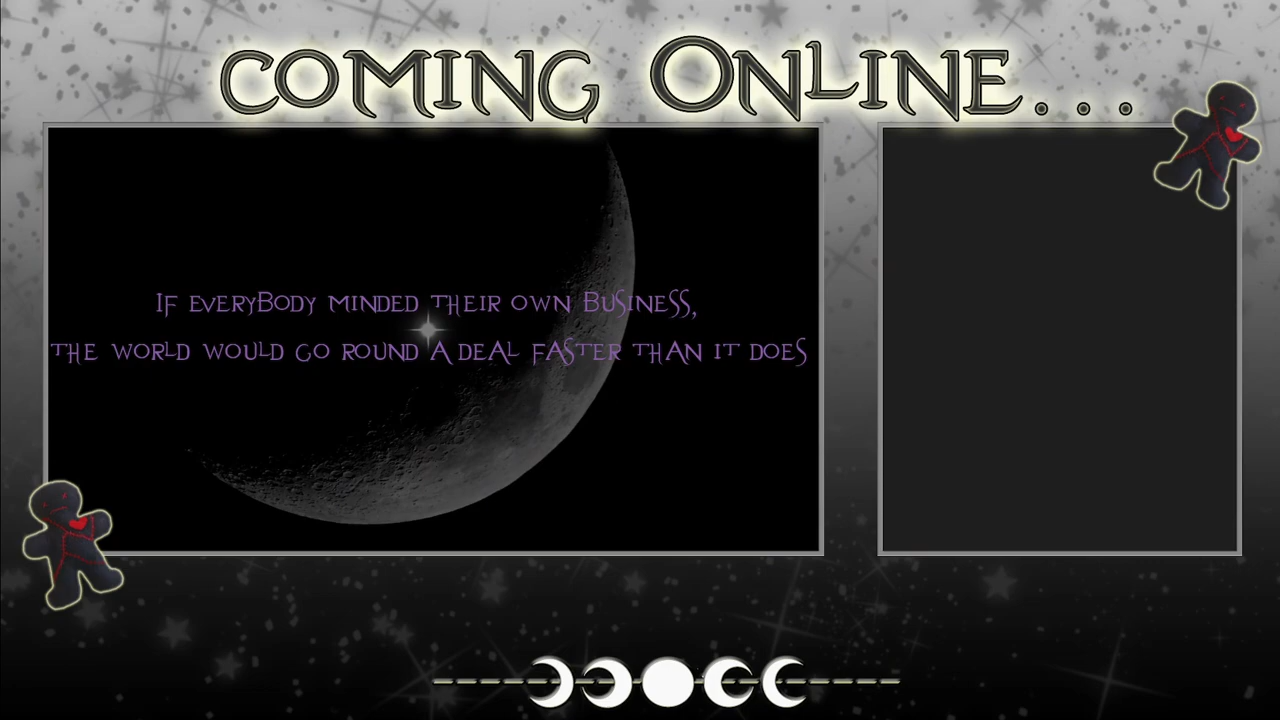 Coming Online...
If everybody minded their own business,
the world would go round a deal faster than it does